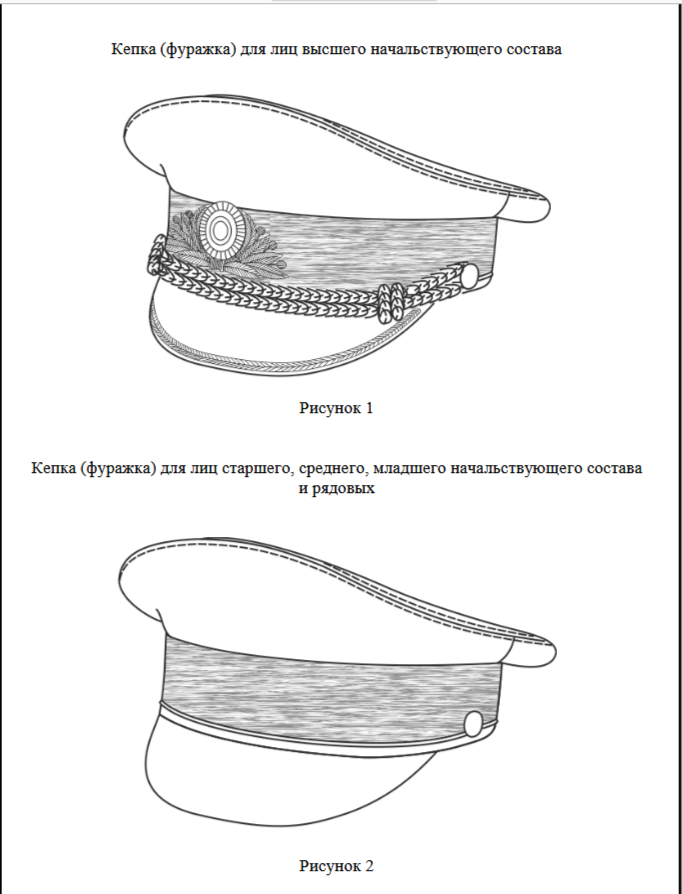 Кепка (фуражка) для лиц высшего начальствующего состава
Рисунок 1
Кепка (фуражка) для лиц старшего, среднего, младшего начальствующего состава
и рядовых
Рисунок 2